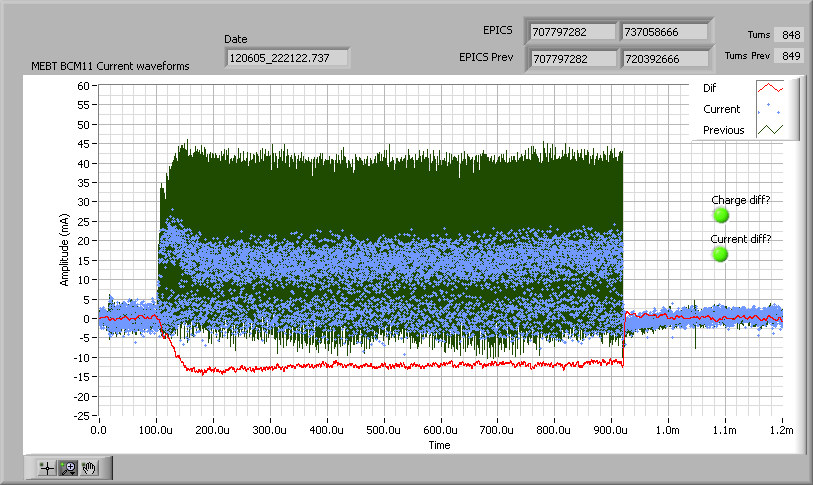 EPICS 707797282 737058666 Turns 848
Date
EPICS Prev 707797282 720392666 Turns Prev 849
120605_222122.737
MEBT BCM11 Current waveforms
Dif
Current
Previous
Charge diff?
Current diff?
Amplitude (mA)
60
55
50
45
40
35
30
25
20
15
10
5
0
-5
-10
-15
-20
-25
0.0 100.0u 200.0u 300.0u 400.0u 500.0u 600.0u 700.0u 800.0u 900.0u 1.0m 1.1m 1.2m
Time